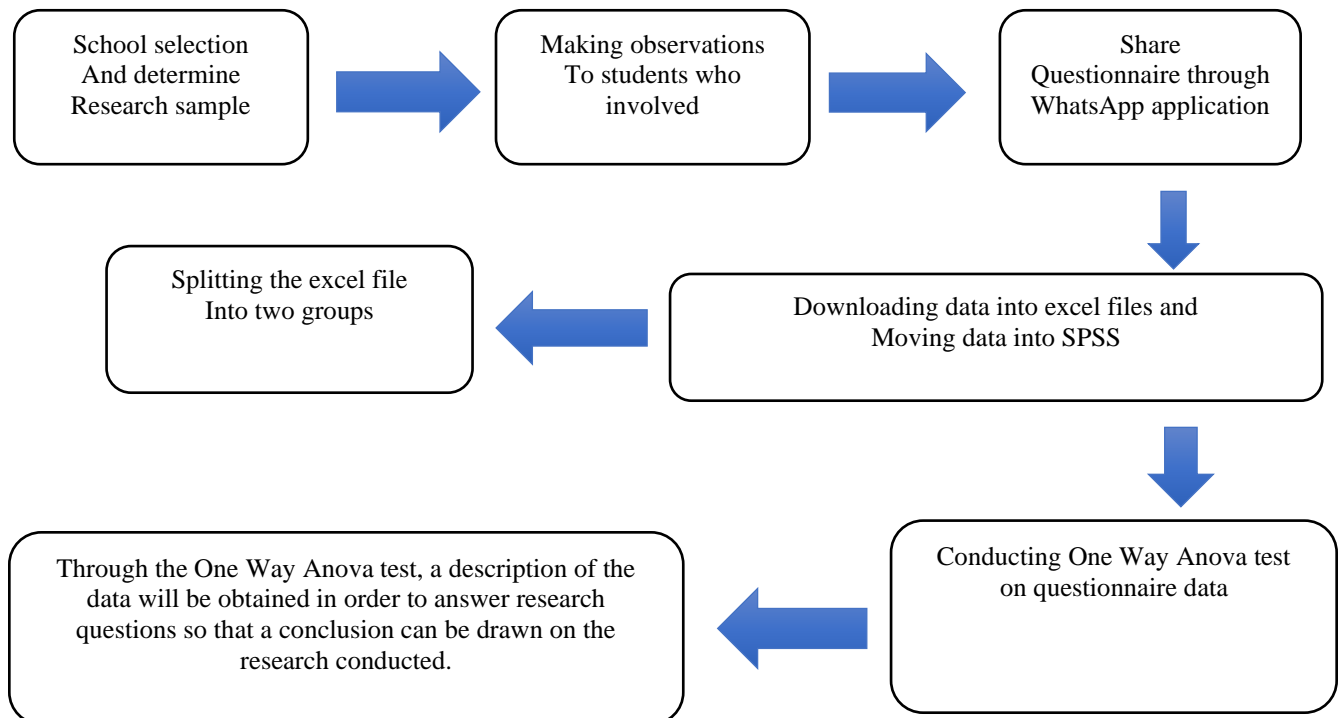 School selection
And determine
Research sample
Making observations
To students who
involved
Share
Questionnaire through
WhatsApp application
Splitting the excel file
Into two groups
Downloading data into excel files and
Moving data into SPSS
Through the One Way Anova test, a description of the
data will be obtained in order to answer research
questions so that a conclusion can be drawn on the
research conducted.
Conducting One Way Anova test
on questionnaire data